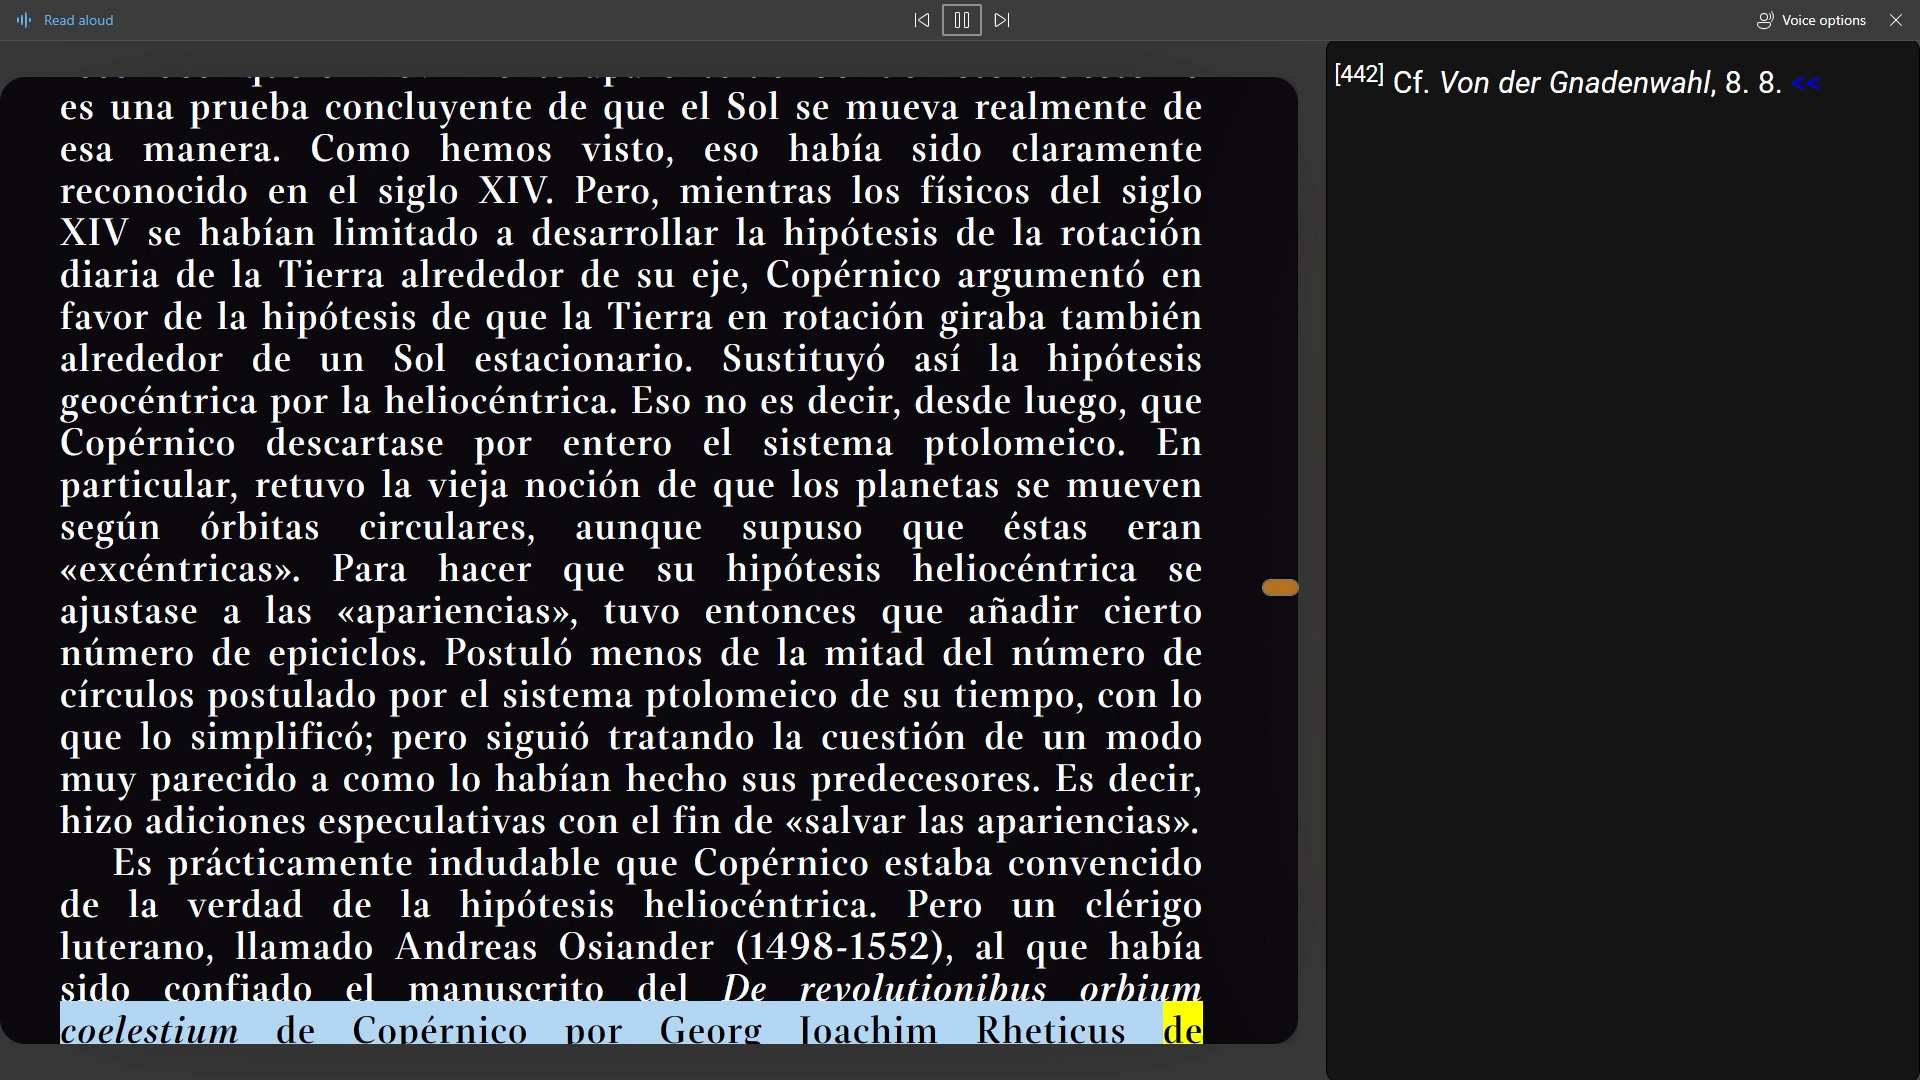 Read aloud
Voice options
es una prueba concluyente de que el Sol se mueva realmente de
esa manera. Como hemos visto, eso había sido claramente
reconocido en el siglo XIV. Pero, mientras los físicos del siglo
XIV se habían limitado a desarrollar la hipótesis de la rotación
diaria de la Tierra alrededor de su eje, Copérnico argumentó en
favor de la hipótesis de que la Tierra en rotación giraba también
alrededor de un Sol estacionario. Sustituyó así la hipótesis
geocéntrica por la heliocéntrica. Eso no es decir, desde luego, que
Copérnico descartase por entero el sistema ptolomeico. En
particular, retuvo la vieja noción de que los planetas se mueven
según órbitas circulares, aunque supuso que éstas eran
«excéntricas». Para hacer que su hipótesis heliocéntrica se
ajustase a las «apariencias», tuvo entonces que añadir cierto
número de epiciclos. Postuló menos de la mitad del número de
círculos postulado por el sistema ptolomeico de su tiempo, con lo
que lo simplificó; pero siguió tratando la cuestión de un modo
muy parecido a como lo habían hecho sus predecesores. Es decir,
hizo adiciones especulativas con el fin de «salvar las apariencias».
Es prácticamente indudable que Copérnico estaba convencido
de la verdad de la hipótesis heliocéntrica. Pero un clérigo
luterano, llamado Andreas Osiander (1498-1552), al que había
sido confiado el manuscrito del De revolutionibus orbium
coelestium de Copérnico por Georg Joachim Rheticus de
[442] Cf. Von der Gnadenwahl, 8. 8. <<